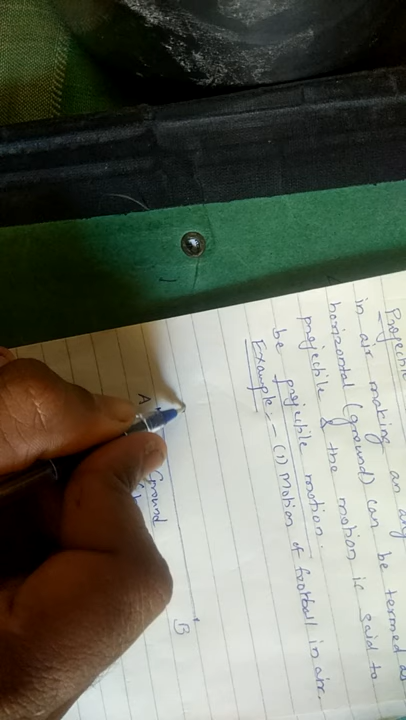 Projectile
in air making an ang
horizontal (ground) can be termed as
projectile & the motion is said to
be projectile motion.
Example :- (1) Motion of football in air.
A B
Ground